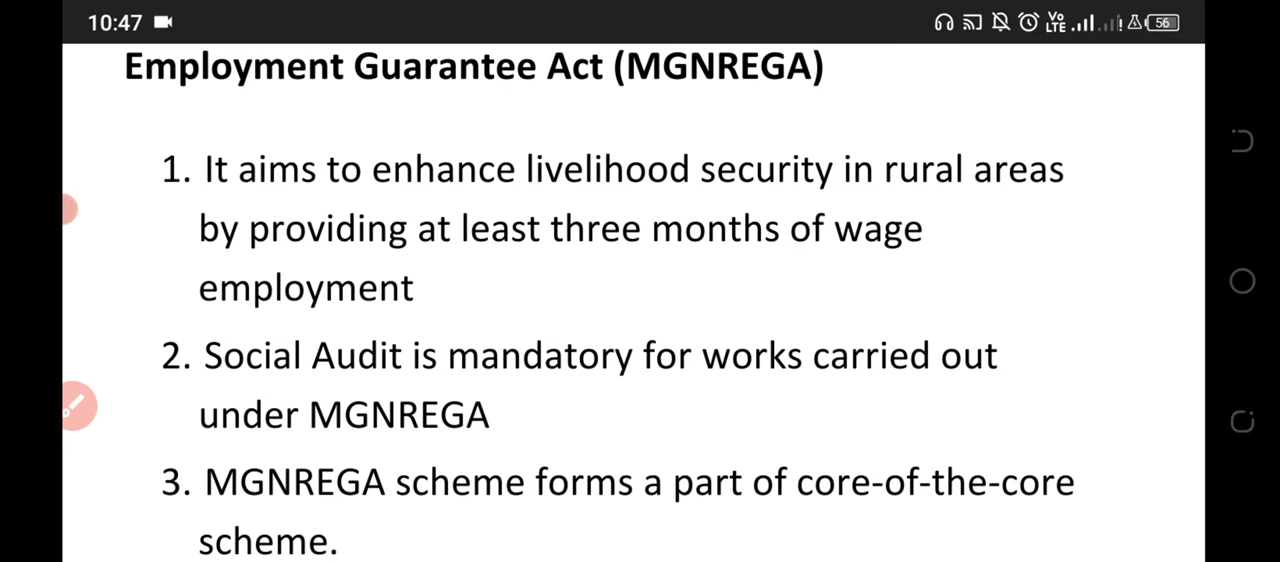 10:47
Vo
LTE
56
Employment Guarantee Act (MGNREGA)
1. It aims to enhance livelihood security in rural areas
by providing at least three months of wage
employment
2. Social Audit is mandatory for works carried out
under MGNREGA
3. MGNREGA scheme forms a part of core-of-the-core
scheme.